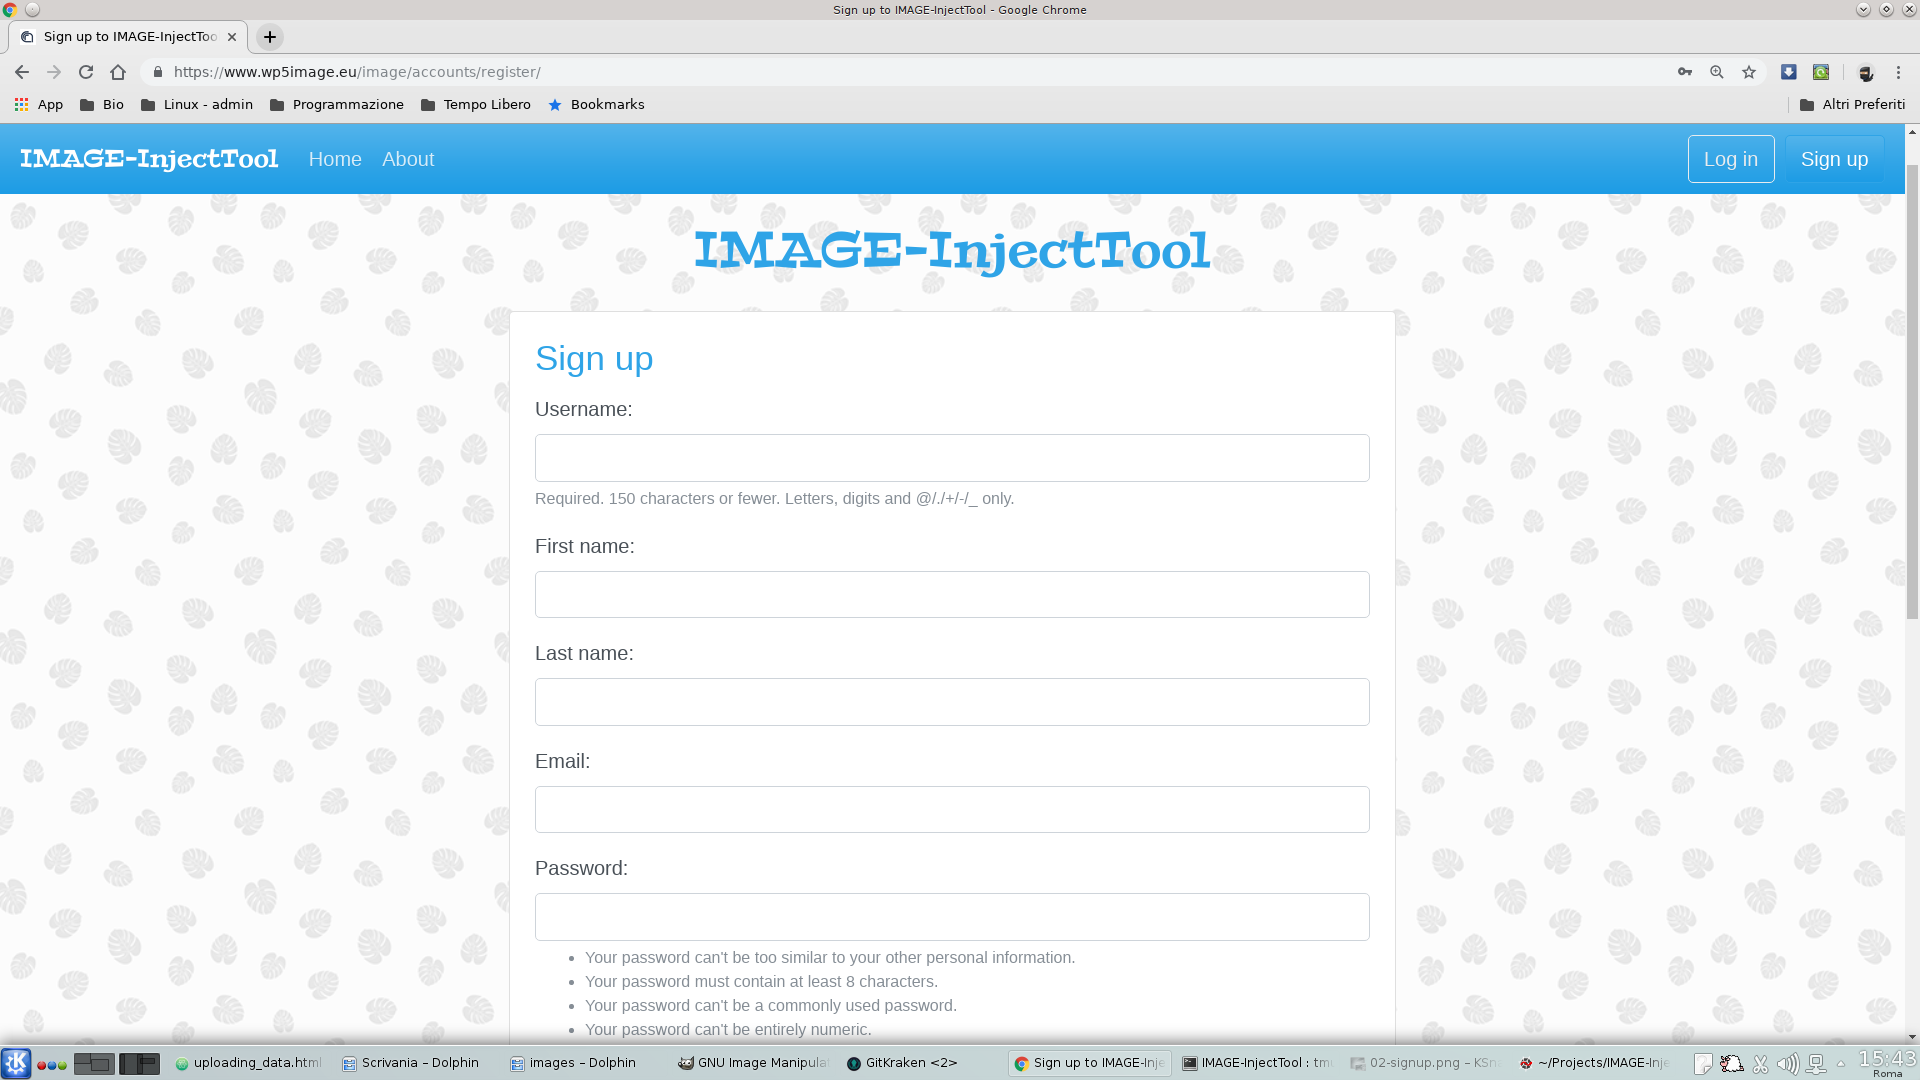 Sign up to IMAGE-InjectTool - Google Chrome
Sign up to IMAGE-InjectToo
https://www.wp5image.eu/image/accounts/register/
App Bio Linux - admin Programmazione Tempo Libero Bookmarks Altri Preferiti
IMAGE-InjectTool Home About Log in Sign up
IMAGE-InjectTool
Sign up
Username:
Required. 150 characters or fewer. Letters, digits and @/./+/-/_ only.
First name:
Last name:
Email:
Password:
Your password can't be too similar to your other personal information.
Your password must contain at least 8 characters.
Your password can't be a commonly used password.
Your password can't be entirely numeric.
uploading_data.html Scrivania – Dolphin images – Dolphin GNU Image Manipula GitKraken <2> Sign up to IMAGE-Inje IMAGE-InjectTool : tmu 02-signup.png – KSna ~/Projects/IMAGE-Inje 15:43
Roma